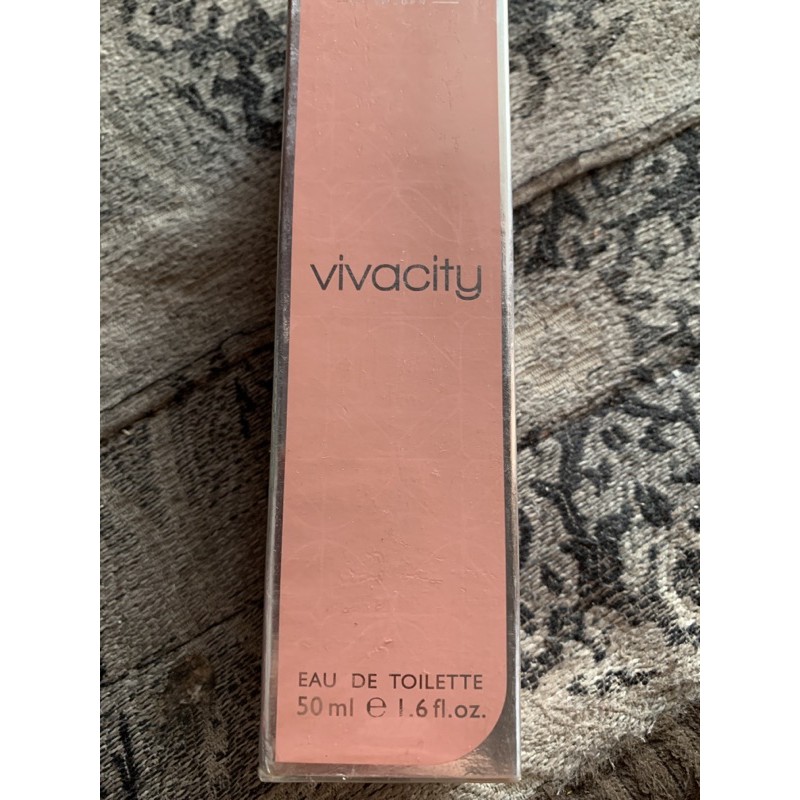 vivacity
EAU DE TOILETTE
50 ml e 1.6 fl.oz.